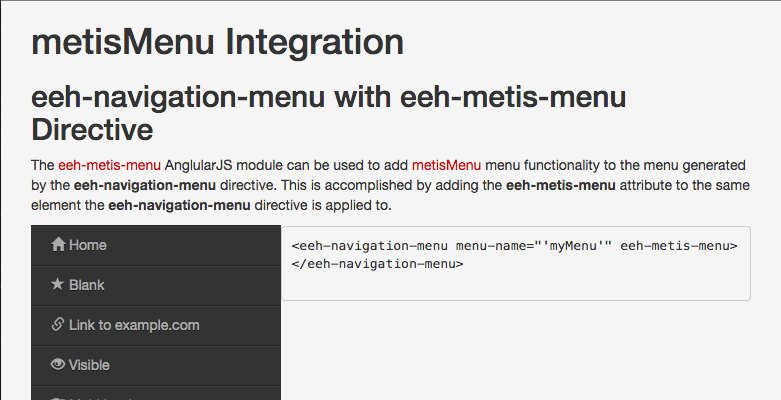 metisMenu Integration
eeh-navigation-menu with eeh-metis-menu
Directive
The eeh-metis-menu AnglularJS module can be used to add metisMenu menu functionality to the menu generated
by the eeh-navigation-menu directive. This is accomplished by adding the eeh-metis-menu attribute to the same
element the eeh-navigation-menu directive is applied to.
Home
Blank
Link to example.com
Visible
<eeh-navigation-menu menu-name="'myMenu'" eeh-metis-menu>
</eeh-navigation-menu>